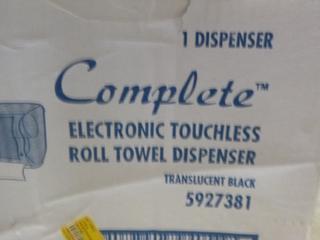 1 DISPENSER
Complete™
ELECTRONIC TOUCHLESS
ROLL TOWEL DISPENSER
TRANSLUCENT BLACK
5927381